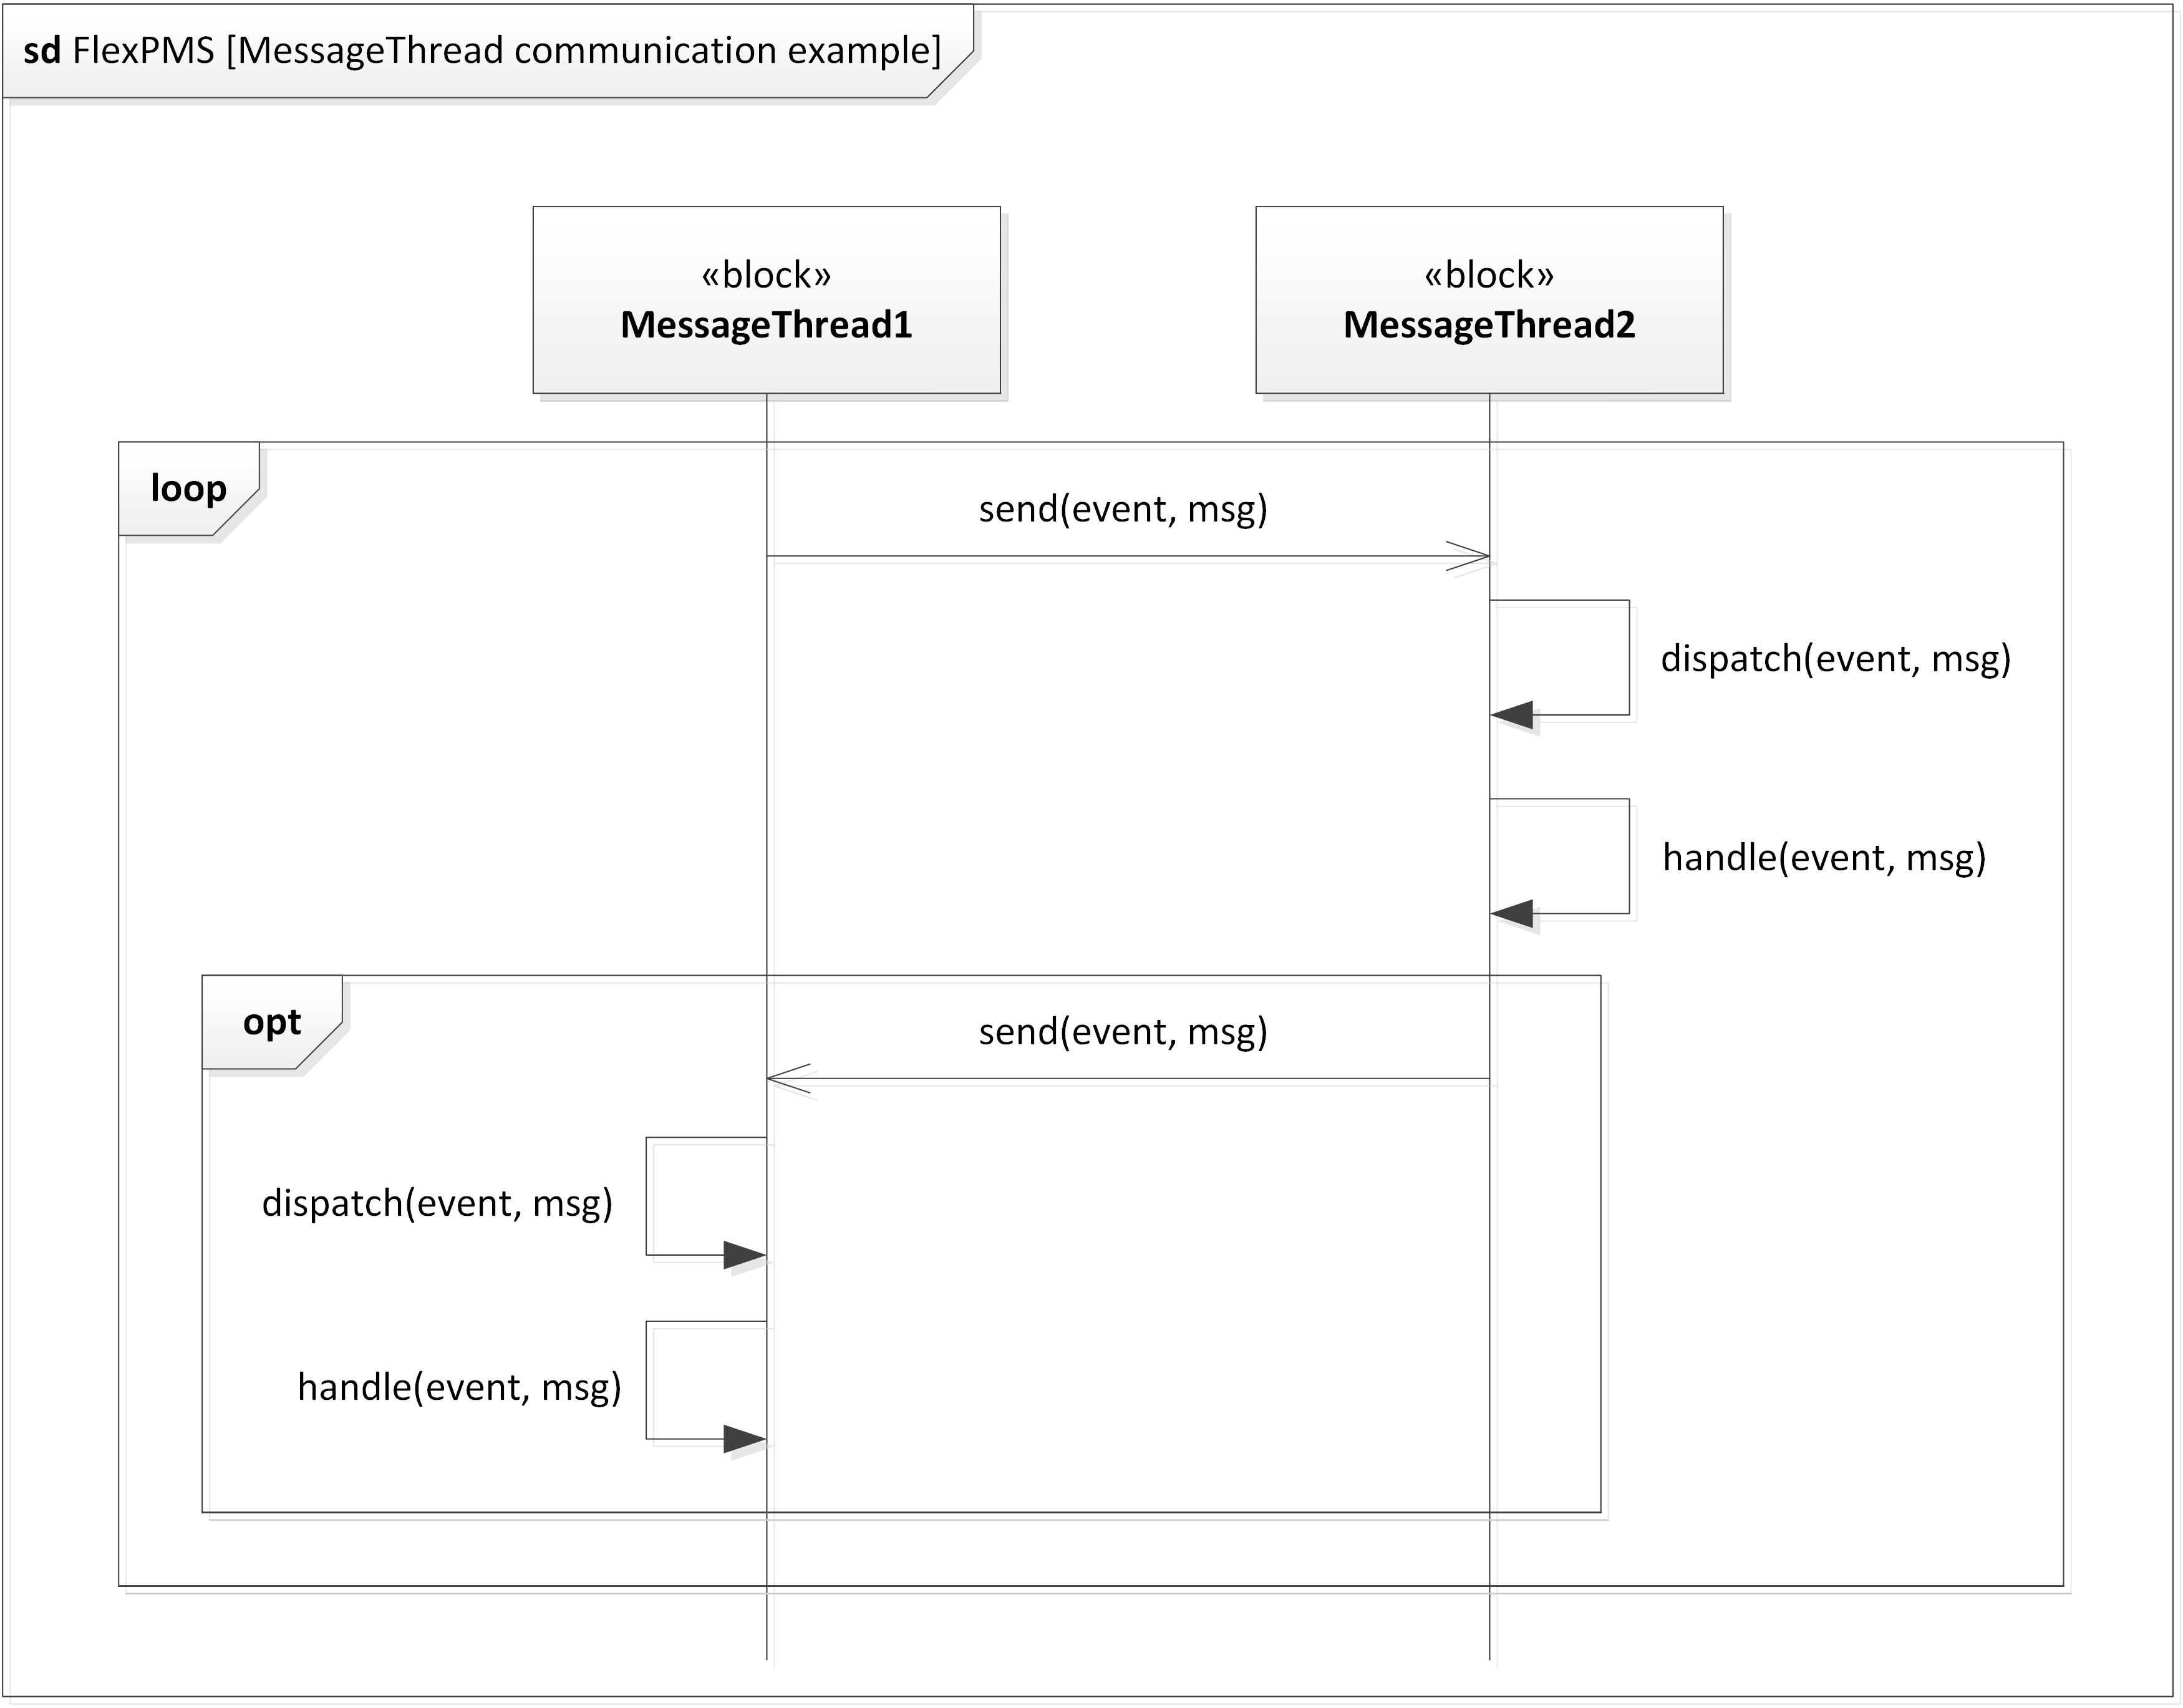 sd FlexPMS [MessageThread communication example]
«block»
MessageThread1
«block»
MessageThread2
loop
send(event, msg)
dispatch(event, msg)
handle(event, msg)
opt
send(event, msg)
dispatch(event, msg)
handle(event, msg)